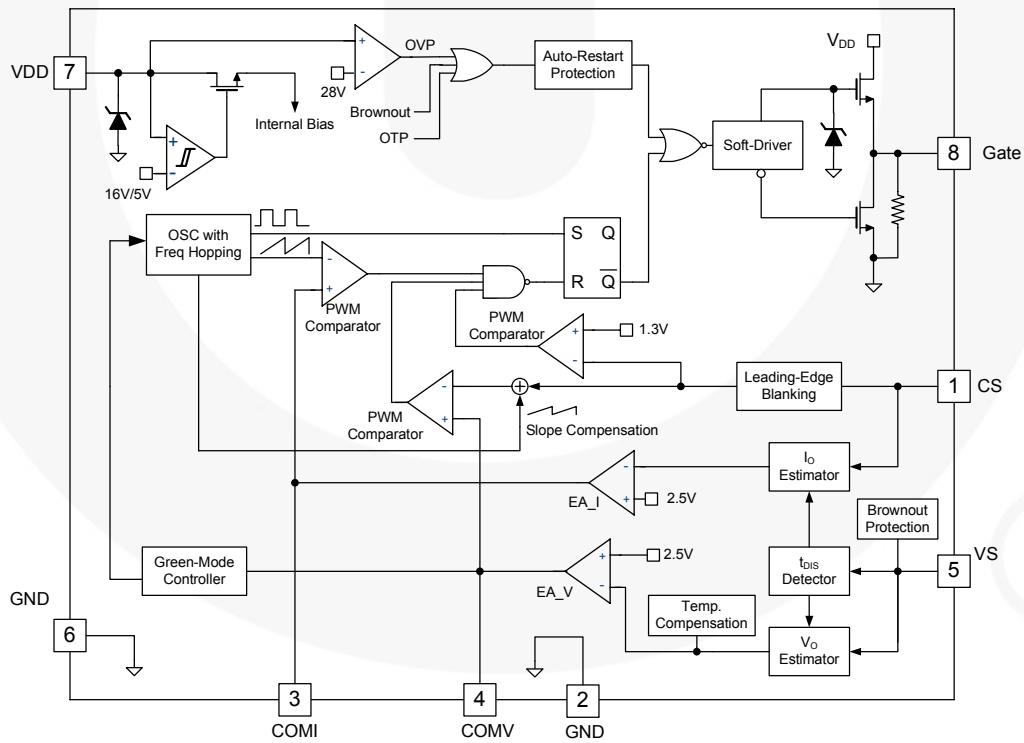 VDD
7
OVP
28V
Brownout
OTP
Auto-Restart
Protection
VDD
Internal Bias
16V/5V
Soft-Driver
8
Gate
OSC with
Freq Hopping
S
Q
R
Q
PWM
Comparator
PWM
Comparator
1.3V
PWM
Comparator
Slope Compensation
Leading-Edge
Blanking
1
CS
IO
Estimator
EA_I
2.5V
Brownout
Protection
VS
5
tDIS
Detector
2.5V
EA_V
Green-Mode
Controller
Temp.
Compensation
VO
Estimator
GND
6
3
COMI
4
COMV
2
GND